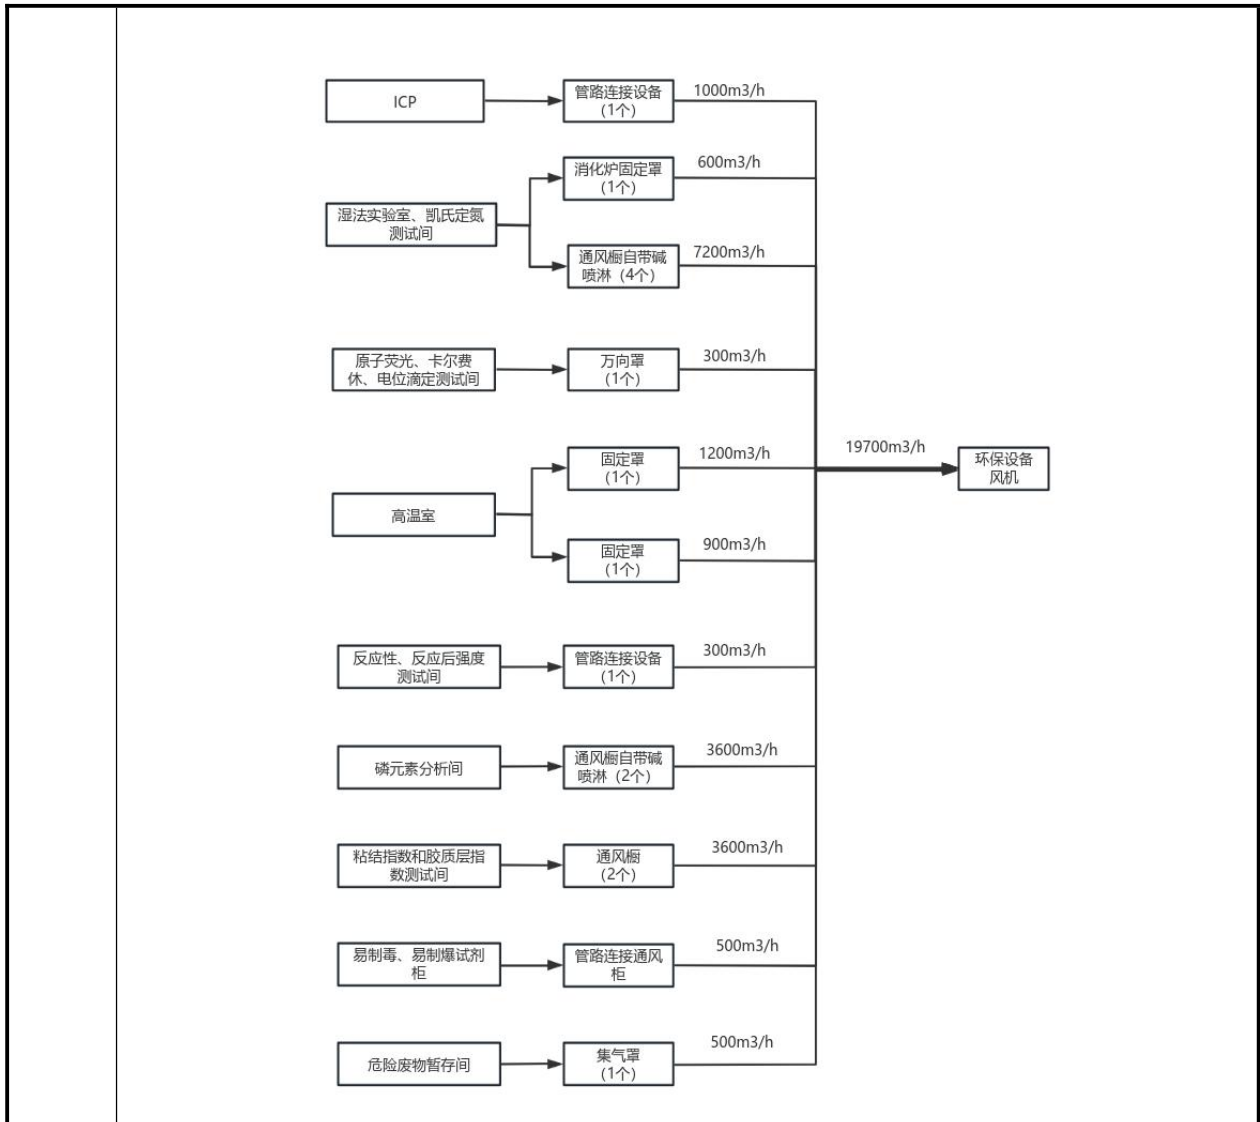 ICP
管路连接设备
（1个）
1000m3/h
消化炉固定罩
（1个）
600m3/h
湿法实验室、凯氏定氮
测试间
通风橱自带碱
喷淋（4个）
7200m3/h
原子荧光、卡尔费
休、电位滴定测试间
万向罩
（1个）
300m3/h
固定罩
（1个）
1200m3/h
19700m3/h
环保设备
风机
高温室
固定罩
（1个）
900m3/h
反应性、反应后强度
测试间
管路连接设备
（1个）
300m3/h
磷元素分析间
通风橱自带碱
喷淋（2个）
3600m3/h
粘结指数和胶质层指
数测试间
通风橱
（2个）
3600m3/h
易制毒、易制爆试剂
柜
管路连接通风
柜
500m3/h
危险废物暂存间
集气罩
（1个）
500m3/h